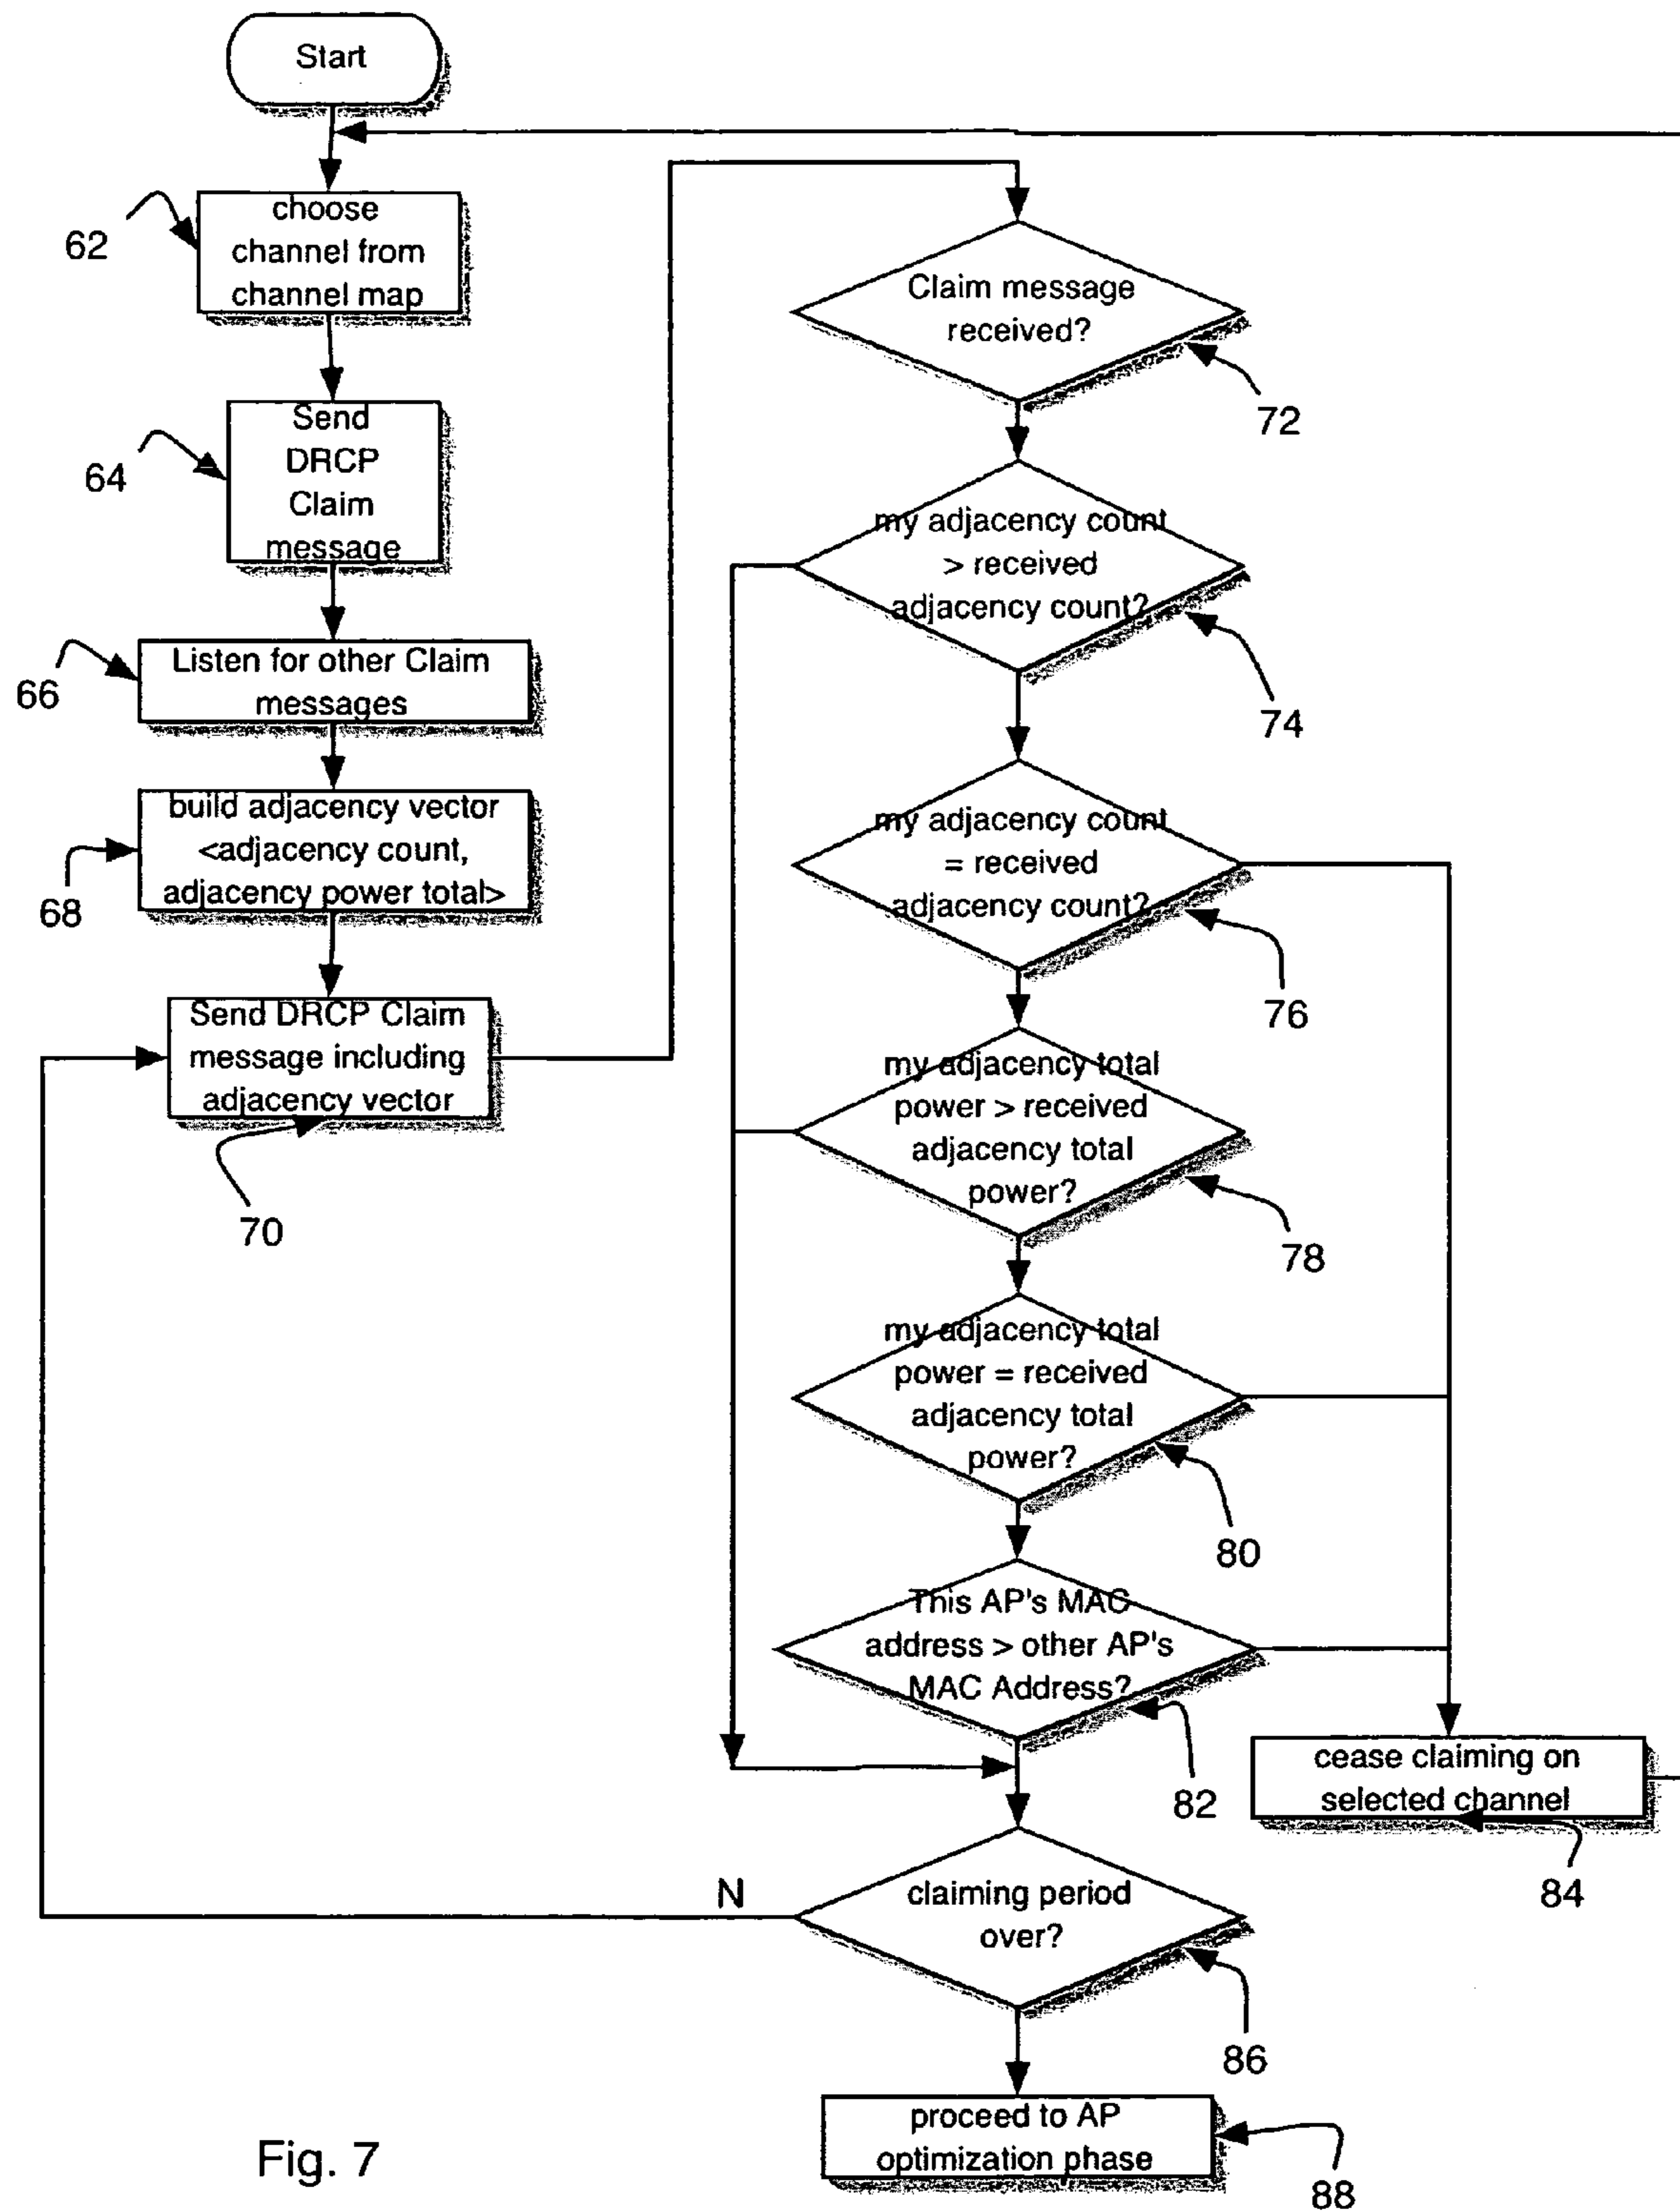 Start
choose
channel from
channel map
62
Send
DRCP
Claim
message
64
Listen for other Claim
messages
66
build adjacency vector
<adjacency count,
adjacency power total>
68
Send DRCP Claim
message including
adjacency vector
70
Claim message
received?
72
my adjacency count
> received
adjacency count?
74
my adjacency count
= received
adjacency count?
76
my adjacency total
power > received
adjacency total
power?
78
my adjacency total
power = received
adjacency total
power?
80
This AP's MAC
address > other AP's
MAC Address?
82
cease claiming on
selected channel
84
claiming period
over?
N
86
proceed to AP
optimization phase
88
Fig. 7